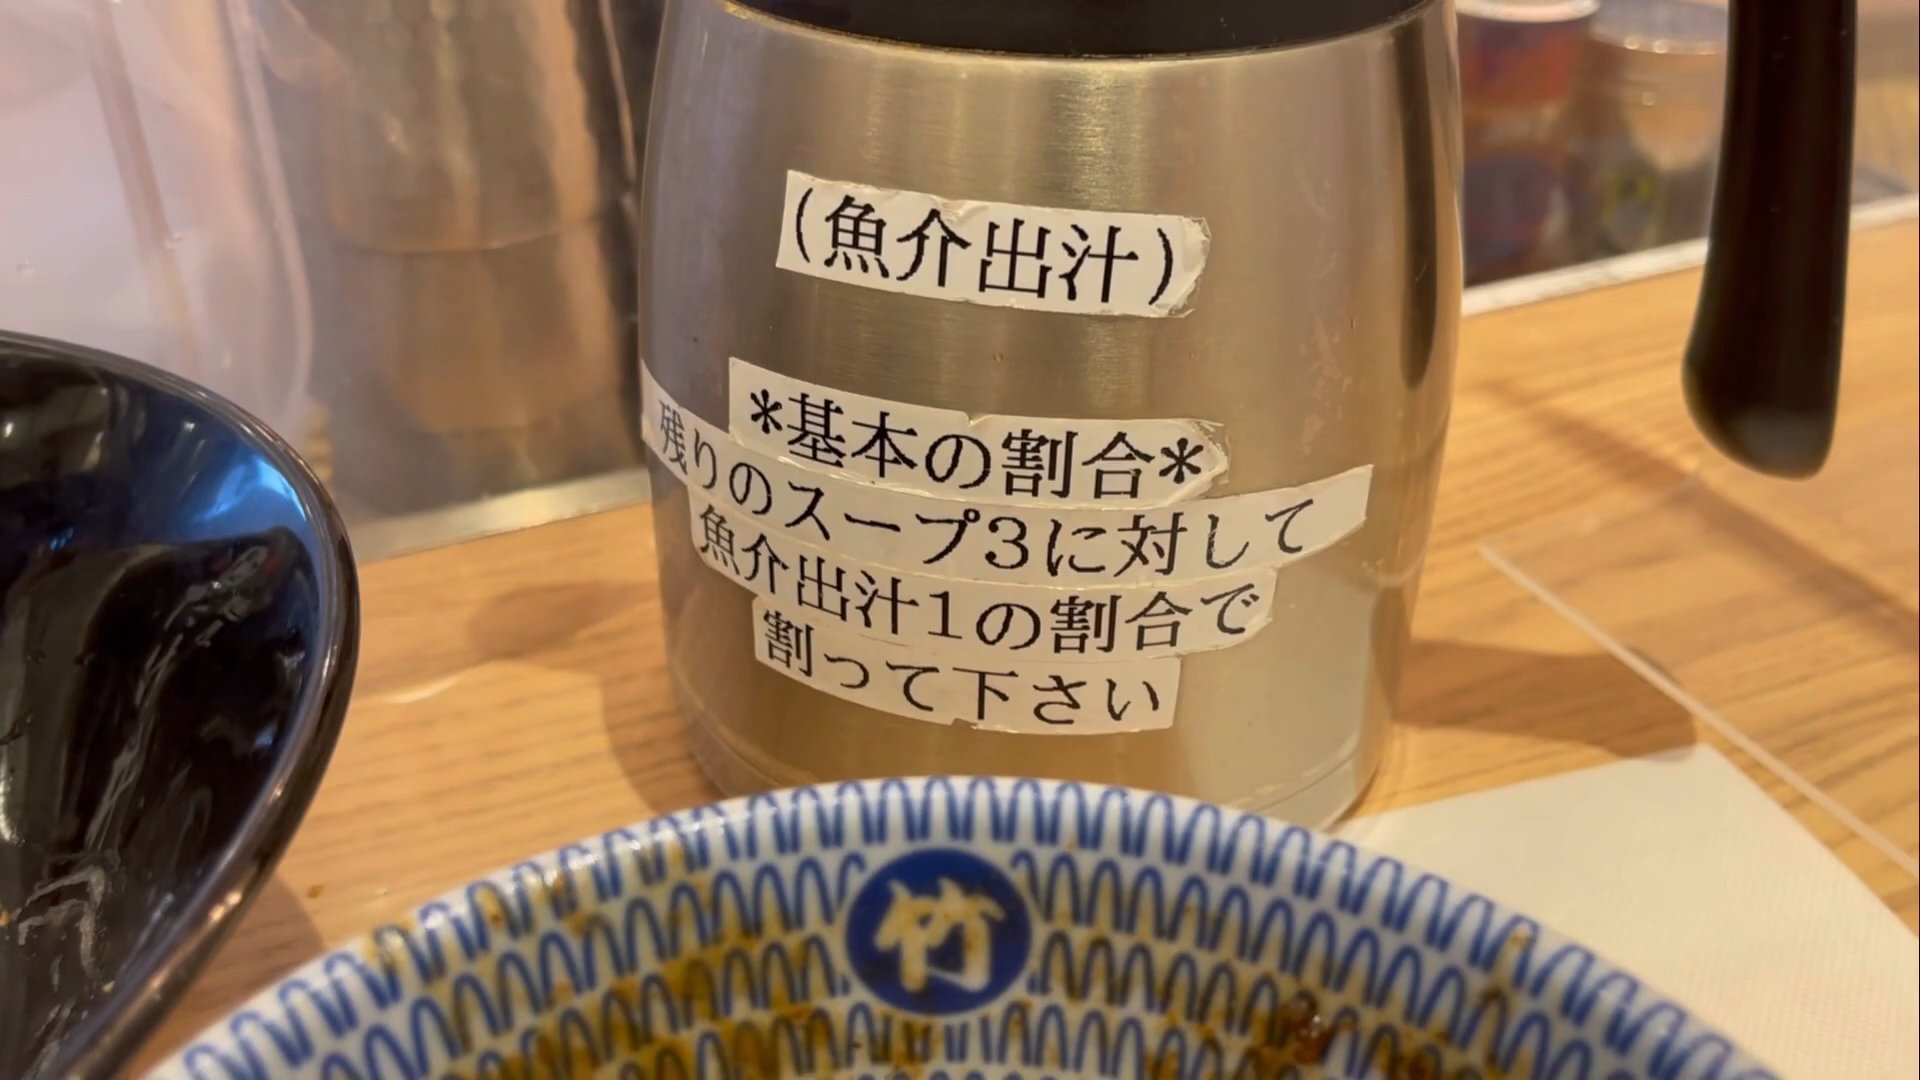 (魚介出汁)
*基本の割合*
残りのスープ3に対して
魚介出汁1の割合で
割って下さい
竹